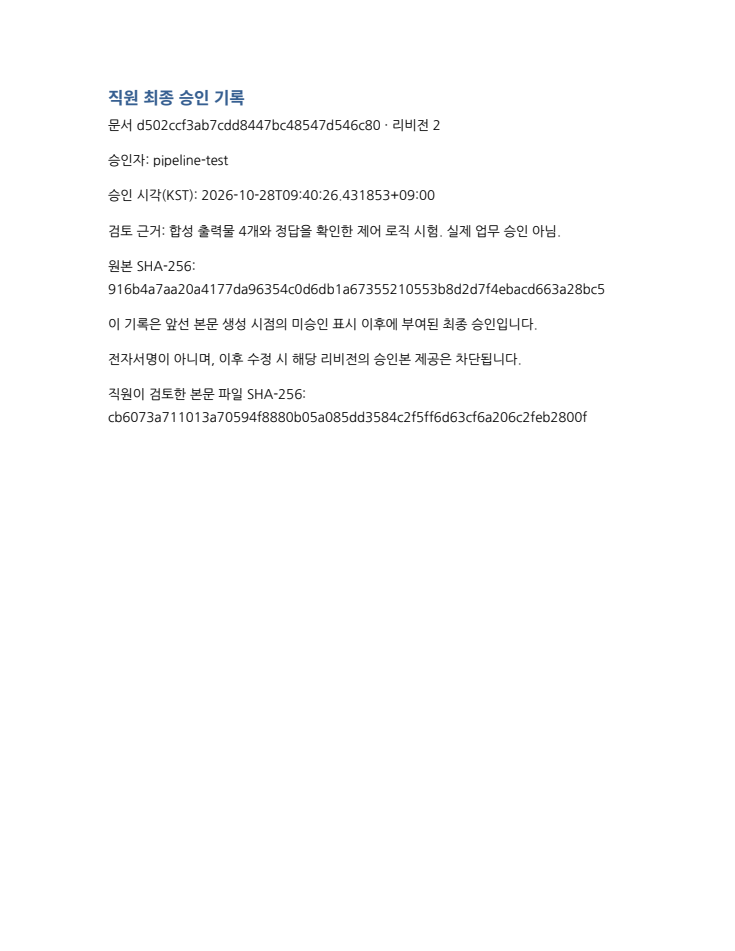 직원 최종 승인 기록
문서 d502ccf3ab7cdd8447bc48547d546c80 · 리비전 2
승인자: pipeline-test
승인 시각(KST): 2026-10-28T09:40:26.431853+09:00
검토 근거: 합성 출력물 4개와 정답을 확인한 제어 로직 시험. 실제 업무 승인 아님.
원본 SHA-256:
916b4a7aa20a4177da96354c0d6db1a67355210553b8d2d7f4ebacd663a28bc5
이 기록은 앞선 본문 생성 시점의 미승인 표시 이후에 부여된 최종 승인입니다.
전자서명이 아니며, 이후 수정 시 해당 리비전의 승인본 제공은 차단됩니다.
직원이 검토한 본문 파일 SHA-256:
cb6073a711013a70594f8880b05a085dd3584c2f5ff6d63cf6a206c2feb2800f